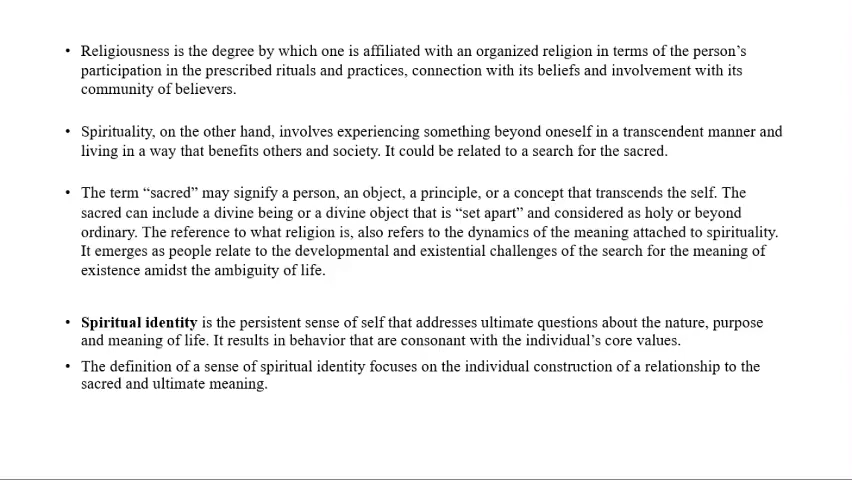 • Religiousness is the degree by which one is affiliated with an organized religion in terms of the person’s
participation in the prescribed rituals and practices, connection with its beliefs and involvement with its
community of believers.
• Spirituality, on the other hand, involves experiencing something beyond oneself in a transcendent manner and
living in a way that benefits others and society. It could be related to a search for the sacred.
• The term “sacred” may signify a person, an object, a principle, or a concept that transcends the self. The
sacred can include a divine being or a divine object that is “set apart” and considered as holy or beyond
ordinary. The reference to what religion is, also refers to the dynamics of the meaning attached to spirituality.
It emerges as people relate to the developmental and existential challenges of the search for the meaning of
existence amidst the ambiguity of life.
• Spiritual identity is the persistent sense of self that addresses ultimate questions about the nature, purpose
and meaning of life. It results in behavior that are consonant with the individual’s core values.
• The definition of a sense of spiritual identity focuses on the individual construction of a relationship to the
sacred and ultimate meaning.